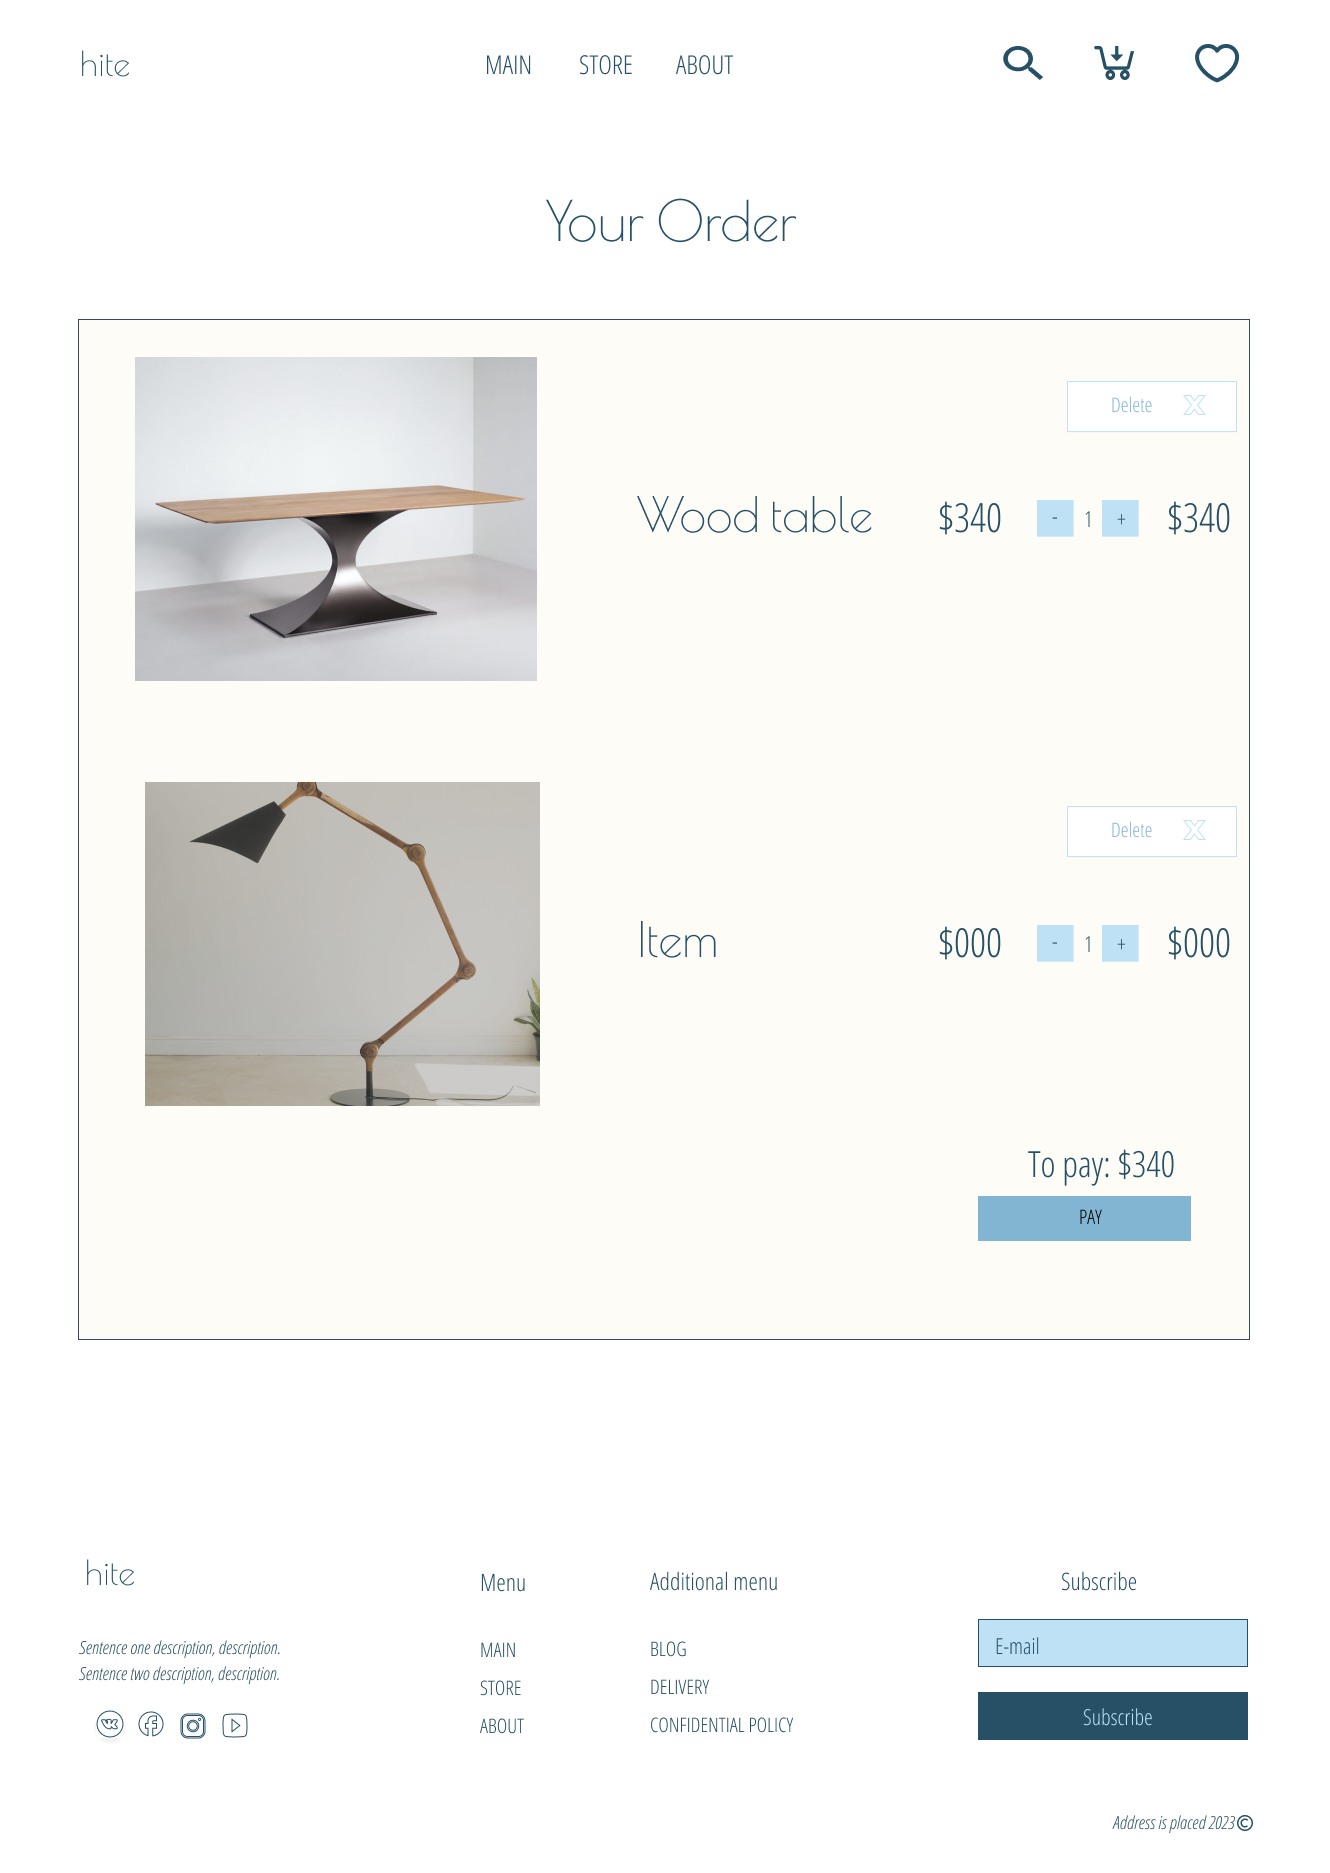 hite
MAIN STORE ABOUT
Your Order
Delete X
Wood table $340 - 1 + $340
Delete X
Item $000 - 1 + $000
To pay: $340
PAY
hite
Sentence one description, description.
Sentence two description, description.
Menu
MAIN
STORE
ABOUT
Additional menu
BLOG
DELIVERY
CONFIDENTIAL POLICY
Subscribe
E-mail
Subscribe
Address is placed 2023©